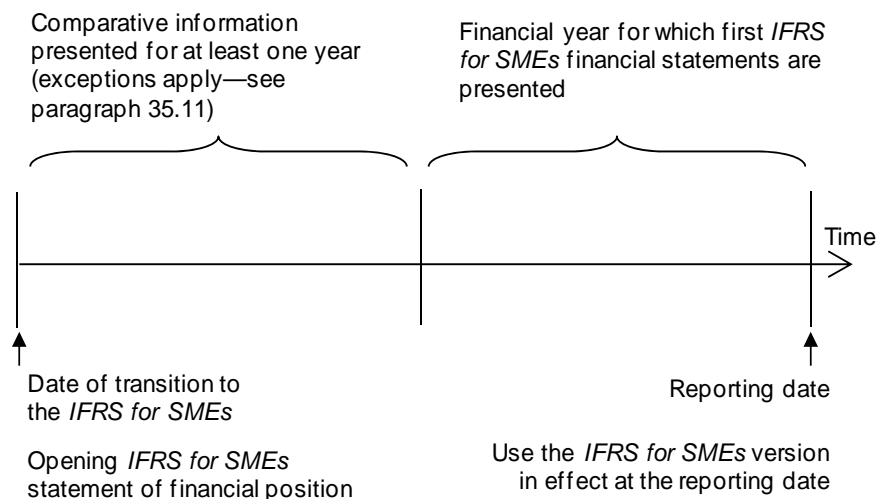 Comparative information
presented for at least one year
(exceptions apply—see
paragraph 35.11)
Financial year for which first IFRS
for SMEs financial statements are
presented
Time
Date of transition to
the IFRS for SMEs
Opening IFRS for SMEs
statement of financial position
Reporting date
Use the IFRS for SMEs version
in effect at the reporting date